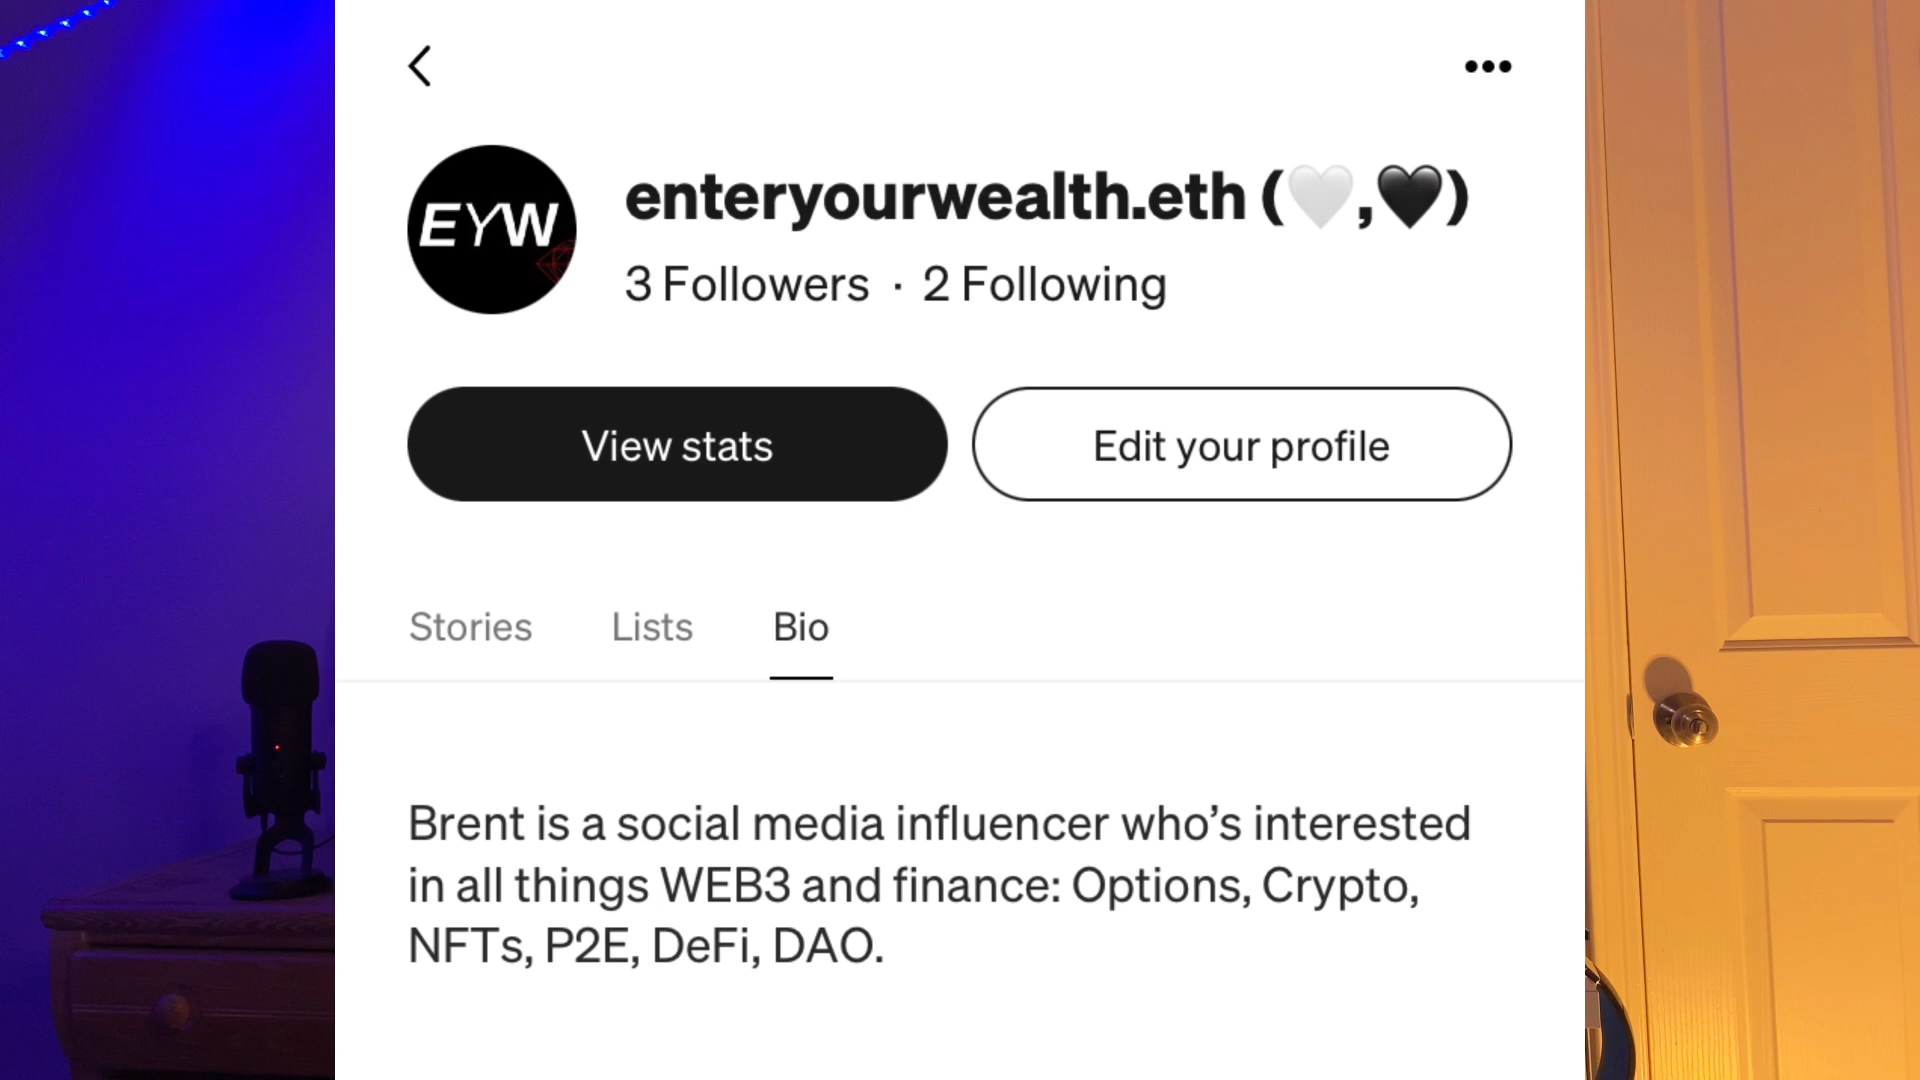 EYW
enteryourwealth.eth (🤍,🖤)
3 Followers · 2 Following
View stats
Edit your profile
Stories
Lists
Bio
Brent is a social media influencer who’s interested
in all things WEB3 and finance: Options, Crypto,
NFTs, P2E, DeFi, DAO.